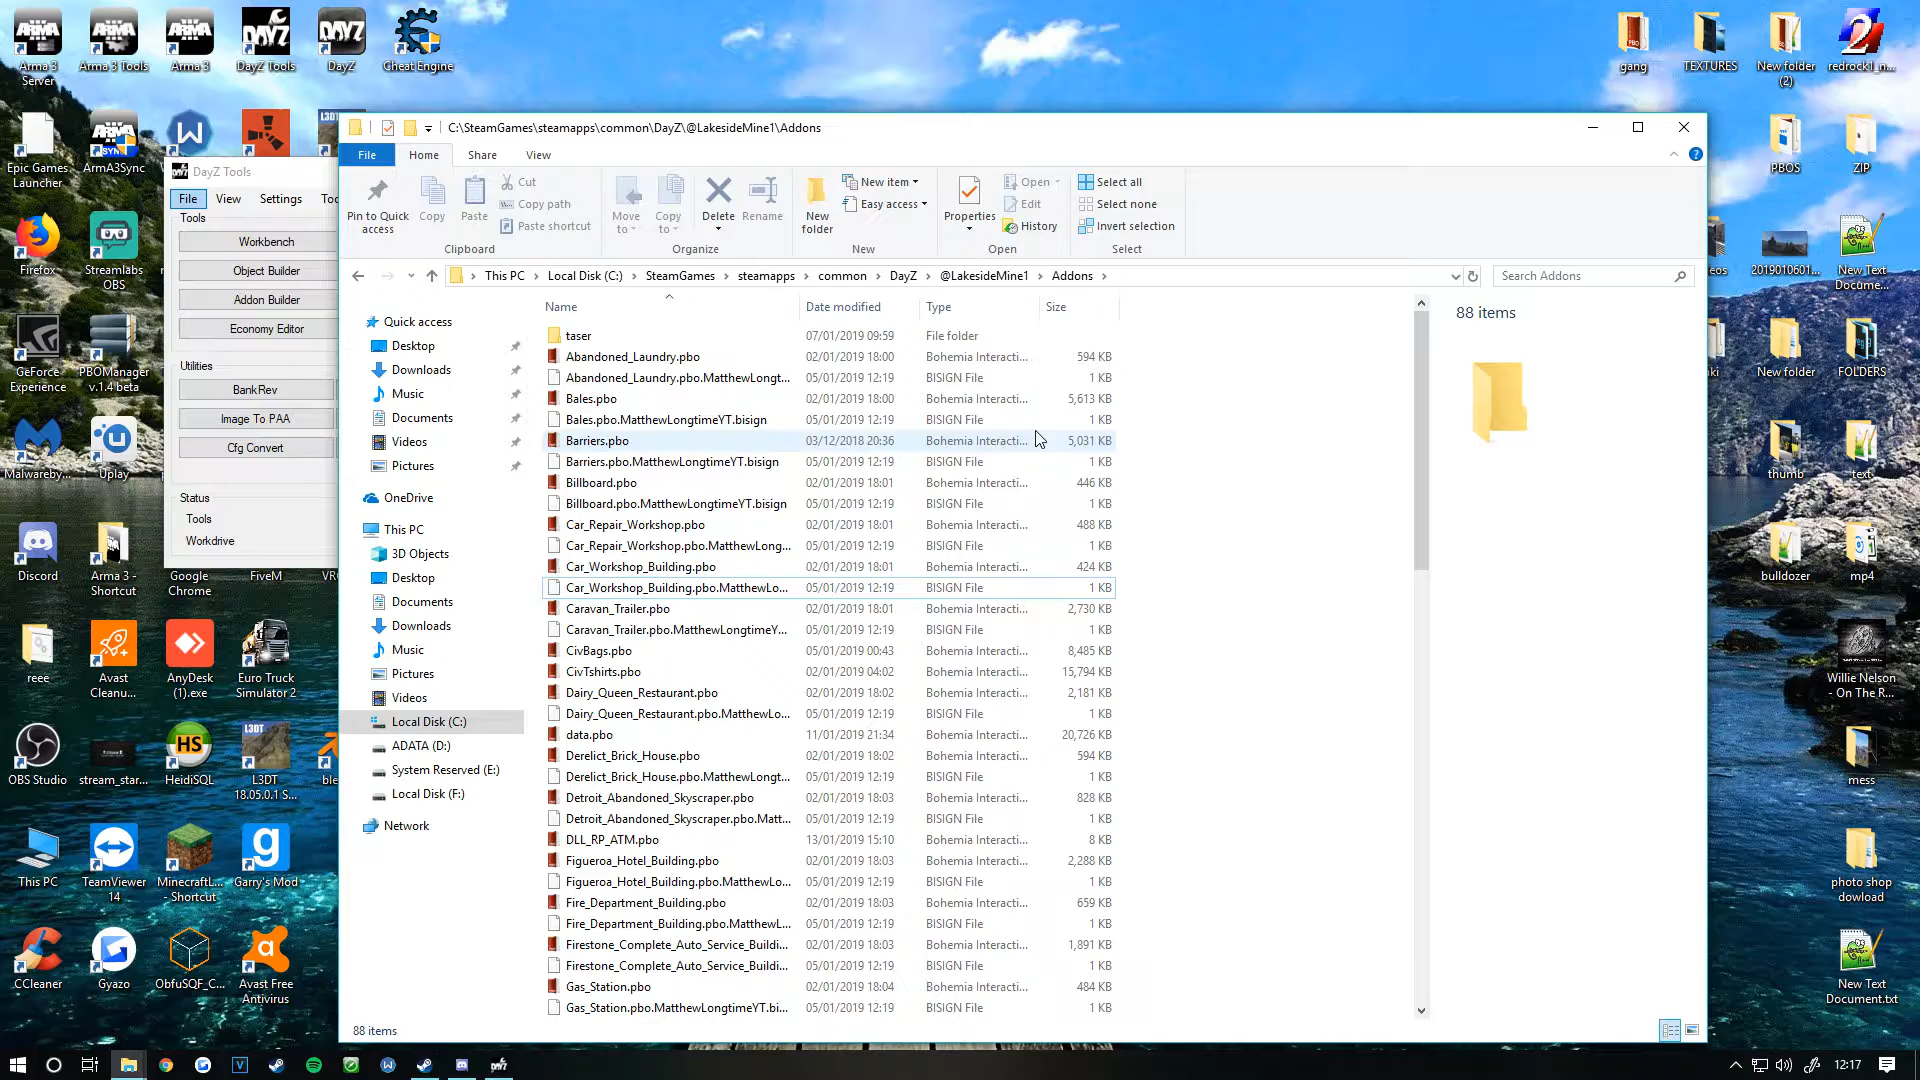 Arma 3 Server
Arma 3 Tools
Arma 3
DayZ Tools
DayZ
Cheat Engine
gang
TEXTURES
New folder (2)
redrock1_n...
C:\SteamGames\steamapps\common\DayZ\@LakesideMine1\Addons
File
Home
Share
View
Pin to Quick access
Copy
Paste
Cut
Copy path
Paste shortcut
Clipboard
Move to
Copy to
Delete
Rename
Organize
New folder
New item
Easy access
New
Properties
Open
Edit
History
Open
Select all
Select none
Invert selection
Select
This PC
Local Disk (C:)
SteamGames
steamapps
common
DayZ
@LakesideMine1
Addons
Search Addons
Name
Date modified
Type
Size
taser 07/01/2019 09:59 File folder
Abandoned_Laundry.pbo 02/01/2019 18:00 Bohemia Interacti... 594 KB
Abandoned_Laundry.pbo.MatthewLongt... 05/01/2019 12:19 BISIGN File 1 KB
Bales.pbo 02/01/2019 18:00 Bohemia Interacti... 5,613 KB
Bales.pbo.MatthewLongtimeYT.bisign 05/01/2019 12:19 BISIGN File 1 KB
Barriers.pbo 03/12/2018 20:36 Bohemia Interacti... 5,031 KB
Barriers.pbo.MatthewLongtimeYT.bisign 05/01/2019 12:19 BISIGN File 1 KB
Billboard.pbo 02/01/2019 18:01 Bohemia Interacti... 446 KB
Billboard.pbo.MatthewLongtimeYT.bisign 05/01/2019 12:19 BISIGN File 1 KB
Car_Repair_Workshop.pbo 02/01/2019 18:01 Bohemia Interacti... 488 KB
Car_Repair_Workshop.pbo.MatthewLong... 05/01/2019 12:19 BISIGN File 1 KB
Car_Workshop_Building.pbo 02/01/2019 18:01 Bohemia Interacti... 424 KB
Car_Workshop_Building.pbo.MatthewLo... 05/01/2019 12:19 BISIGN File 1 KB
Caravan_Trailer.pbo 02/01/2019 18:01 Bohemia Interacti... 2,730 KB
Caravan_Trailer.pbo.MatthewLongtimeY... 05/01/2019 12:19 BISIGN File 1 KB
CivBags.pbo 05/01/2019 00:43 Bohemia Interacti... 8,485 KB
CivTshirts.pbo 02/01/2019 04:02 Bohemia Interacti... 15,794 KB
Dairy_Queen_Restaurant.pbo 02/01/2019 18:02 Bohemia Interacti... 2,181 KB
Dairy_Queen_Restaurant.pbo.MatthewLo... 05/01/2019 12:19 BISIGN File 1 KB
data.pbo 11/01/2019 21:34 Bohemia Interacti... 20,726 KB
Derelict_Brick_House.pbo 02/01/2019 18:02 Bohemia Interacti... 594 KB
Derelict_Brick_House.pbo.MatthewLongt... 05/01/2019 12:19 BISIGN File 1 KB
Detroit_Abandoned_Skyscraper.pbo 02/01/2019 18:03 Bohemia Interacti... 828 KB
Detroit_Abandoned_Skyscraper.pbo.Matt... 05/01/2019 12:19 BISIGN File 1 KB
DLL_RP_ATM.pbo 13/01/2019 15:10 Bohemia Interacti... 8 KB
Figueroa_Hotel_Building.pbo 02/01/2019 18:03 Bohemia Interacti... 2,288 KB
Figueroa_Hotel_Building.pbo.MatthewLo... 05/01/2019 12:19 BISIGN File 1 KB
Fire_Department_Building.pbo 02/01/2019 18:03 Bohemia Interacti... 659 KB
Fire_Department_Building.pbo.MatthewL... 05/01/2019 12:19 BISIGN File 1 KB
Firestone_Complete_Auto_Service_Buildi... 02/01/2019 18:03 Bohemia Interacti... 1,891 KB
Firestone_Complete_Auto_Service_Buildi... 05/01/2019 12:19 BISIGN File 1 KB
Gas_Station.pbo 02/01/2019 18:04 Bohemia Interacti... 484 KB
Gas_Station.pbo.MatthewLongtimeYT.bi... 05/01/2019 12:19 BISIGN File 1 KB
88 items
88 items
Quick access
Desktop
Downloads
Music
Documents
Videos
Pictures
OneDrive
This PC
3D Objects
Desktop
Documents
Downloads
Music
Pictures
Videos
Local Disk (C:)
ADATA (D:)
System Reserved (E:)
Local Disk (F:)
Network
DayZ Tools
File
View
Settings
Too
Tools
Workbench
Object Builder
Addon Builder
Economy Editor
Utilities
BankRev
Image To PAA
Cfg Convert
Status
Tools
Workdrive
Epic Games Launcher
ArmA3Sync
Firefox
Streamlabs OBS
GeForce Experience
PBOManager v.1.4 beta
Malwareby...
Uplay
Discord
Arma 3 - Shortcut
Google Chrome
FiveM
VR
reee
Avast Cleanu...
AnyDesk (1).exe
Euro Truck Simulator 2
OBS Studio
stream_star...
HeidiSQL
L3DT 18.05.0.1 S...
ble
This PC
TeamViewer 14
MinecraftL... - Shortcut
Garry's Mod
CCleaner
Gyazo
ObfuSQF_C...
Avast Free Antivirus
PBOS
ZIP
eos
2019010601...
New Text Docume...
ki
New folder
FOLDERS
thumb
text
bulldozer
mp4
Willie Nelson - On The R...
mess
photo shop dowload
New Text Document.txt
12:17